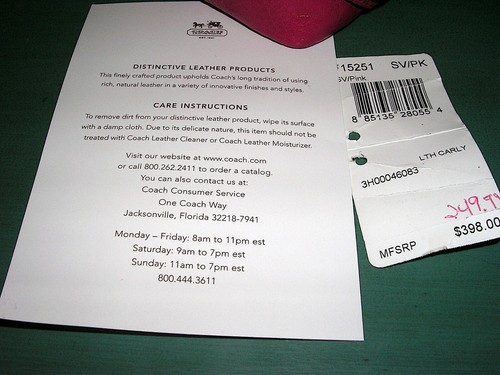 COACH
EST. 1941
DISTINCTIVE LEATHER PRODUCTS
This finely crafted product upholds Coach's long tradition of using
rich, natural leather in a variety of innovative finishes and styles.
CARE INSTRUCTIONS
To remove dirt from your distinctive leather product, wipe its surface
with a damp cloth. Due to its delicate nature, this item should not be
treated with Coach Leather Cleaner or Coach Leather Moisturizer.
Visit our website at www.coach.com
or call 800.262.2411 to order a catalog.
You can also contact us at:
Coach Consumer Service
One Coach Way
Jacksonville, Florida 32218-7941
Monday – Friday: 8am to 11pm est
Saturday: 9am to 7pm est
Sunday: 11am to 7pm est
800.444.3611
F15251 SV/PK
SV/Pink
8 85135 28055 4
LTH CARLY
3H00046083
249.99
$398.00
MFSRP